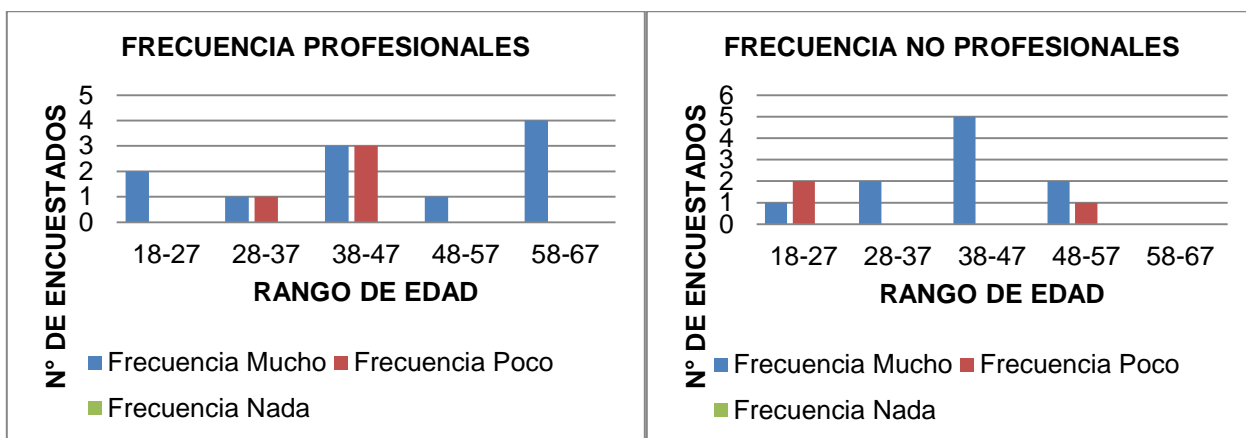 FRECUENCIA PROFESIONALES
N° DE ENCUESTADOS
5
4
3
2
1
0
18-27 28-37 38-47 48-57 58-67
RANGO DE EDAD
Frecuencia Mucho Frecuencia Poco
Frecuencia Nada
FRECUENCIA NO PROFESIONALES
N° DE ENCUESTADOS
6
5
4
3
2
1
0
18-27 28-37 38-47 48-57 58-67
RANGO DE EDAD
Frecuencia Mucho Frecuencia Poco
Frecuencia Nada